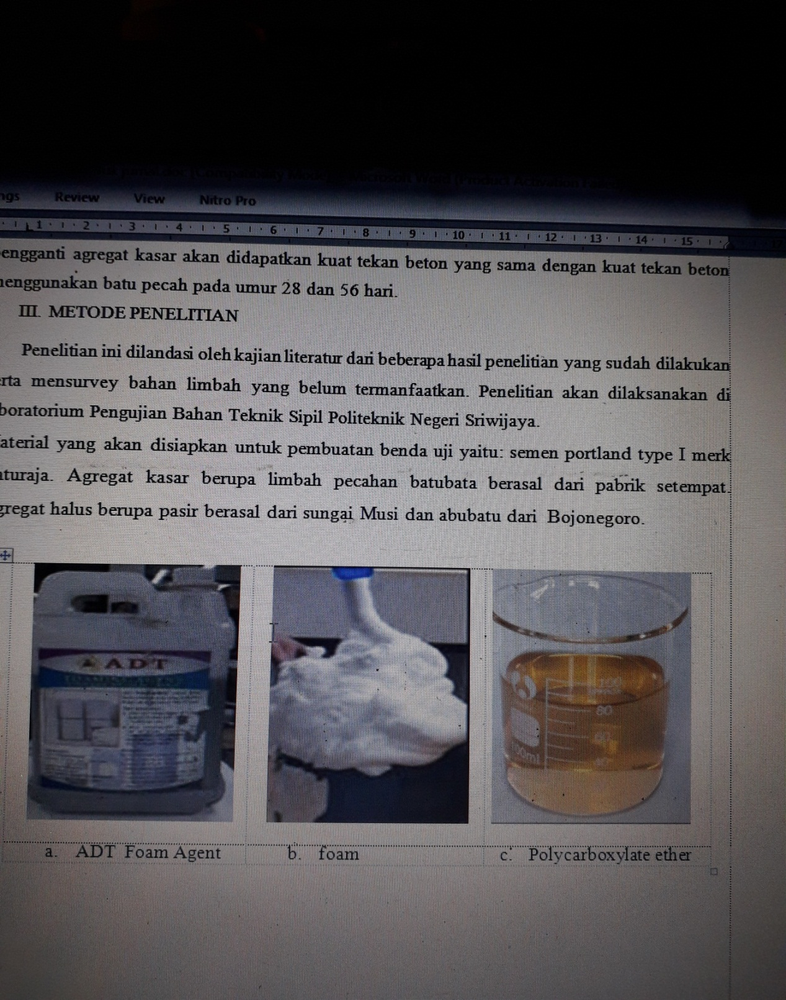 Review View Nitro Pro
1 2 3 4 5 6 7 8 9 10 11 12 13 14 15
engganti agregat kasar akan didapatkan kuat tekan beton yang sama dengan kuat tekan beton
enggunakan batu pecah pada umur 28 dan 56 hari.
III. METODE PENELITIAN
Penelitian ini dilandasi oleh kajian literatur dari beberapa hasil penelitian yang sudah dilakukan
rta mensurvey bahan limbah yang belum termanfaatkan. Penelitian akan dilaksanakan di
boratorium Pengujian Bahan Teknik Sipil Politeknik Negeri Sriwijaya.
aterial yang akan disiapkan untuk pembuatan benda uji yaitu: semen portland type I merk
turaja. Agregat kasar berupa limbah pecahan batubata berasal dari pabrik setempat.
gregat halus berupa pasir berasal dari sungai Musi dan abubatu dari Bojonegoro.
ADT
80
a. ADT Foam Agent
b. foam
c. Polycarboxylate ether